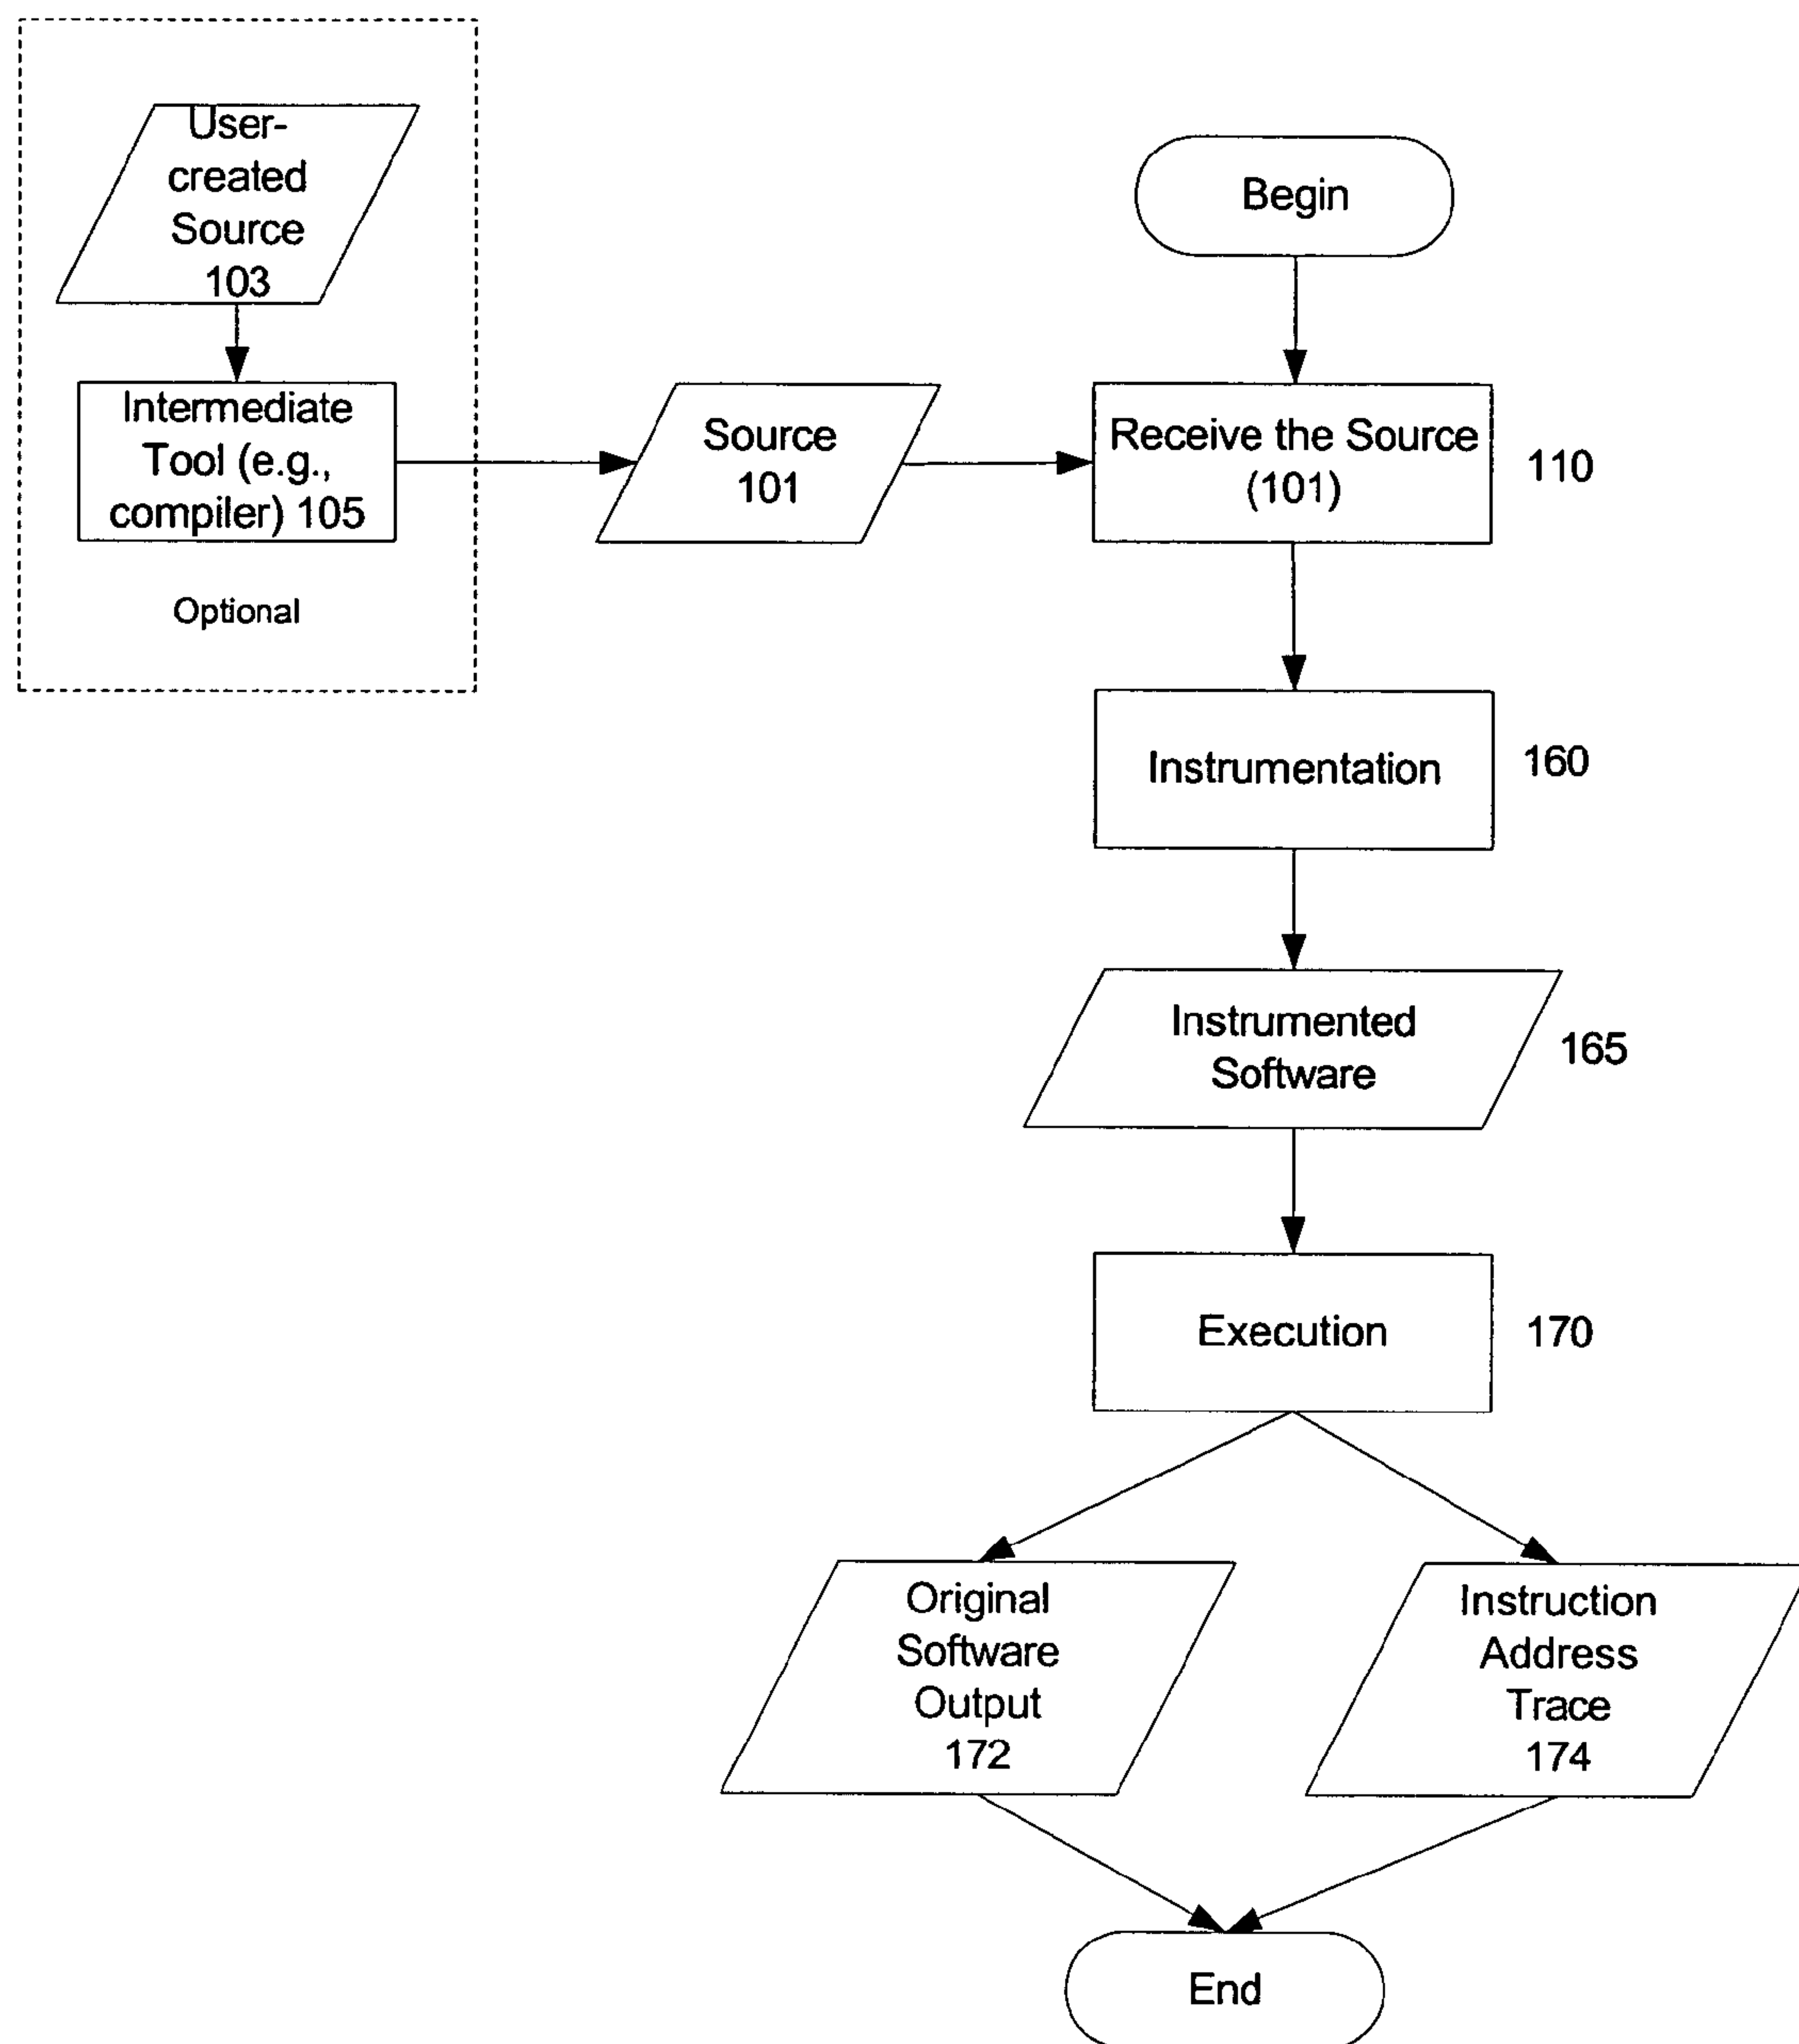 User-
created
Source
103
Intermediate
Tool (e.g.,
compiler) 105
Optional
Source
101
Begin
Receive the Source
(101)
110
Instrumentation
160
Instrumented
Software
165
Execution
170
Original
Software
Output
172
Instruction
Address
Trace
174
End